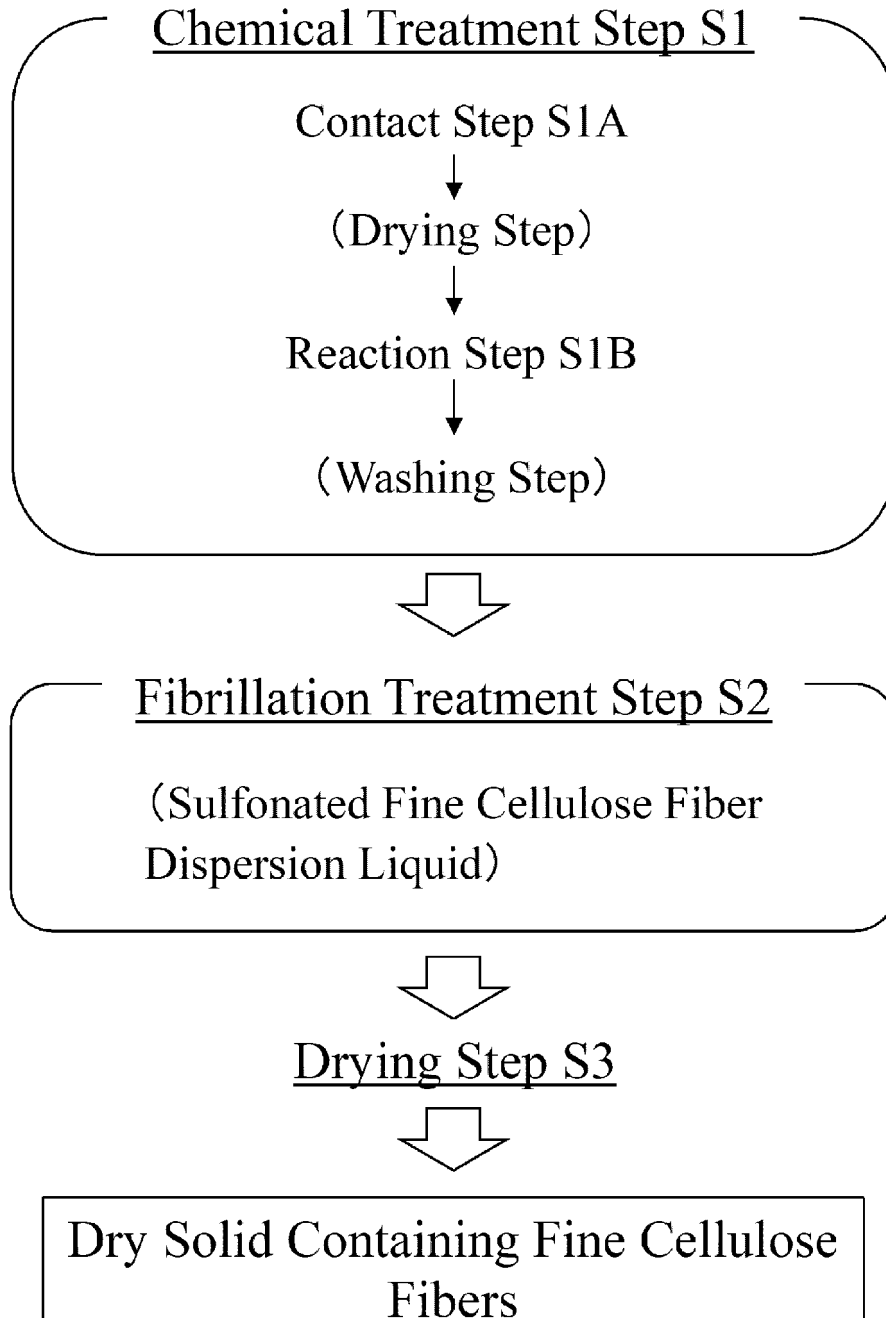 Chemical Treatment Step S1
Contact Step S1A
（Drying Step）
Reaction Step S1B
（Washing Step）
Fibrillation Treatment Step S2
（Sulfonated Fine Cellulose Fiber
Dispersion Liquid）
Drying Step S3
Dry Solid Containing Fine Cellulose
Fibers